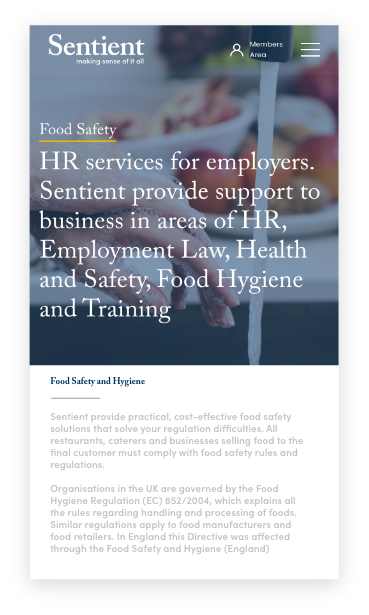 Sentient
making sense of it all
Members
Area
Food Safety
HR services for employers.
Sentient provide support to
business in areas of HR,
Employment Law, Health
and Safety, Food Hygiene
and Training
Food Safety and Hygiene
Sentient provide practical, cost-effective food safety
solutions that solve your regulation difficulties. All
restaurants, caterers and businesses selling food to the
final customer must comply with food safety rules and
regulations.
Organisations in the UK are governed by the Food
Hygiene Regulation (EC) 852/2004, which explains all
the rules regarding handling and processing of foods.
Similar regulations apply to food manufacturers and
food retailers. In England this Directive was affected
through the Food Safety and Hygiene (England)